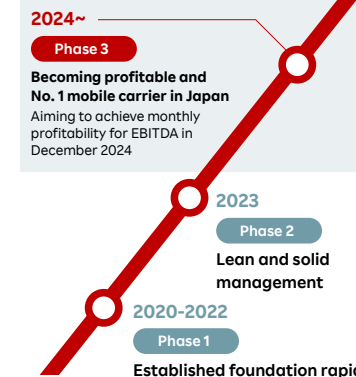 2024~
Phase 3
Becoming profitable and
No. 1 mobile carrier in Japan
Aiming to achieve monthly
profitability for EBITDA in
December 2024
2023
Phase 2
Lean and solid
management
2020-2022
Phase 1
Established foundation